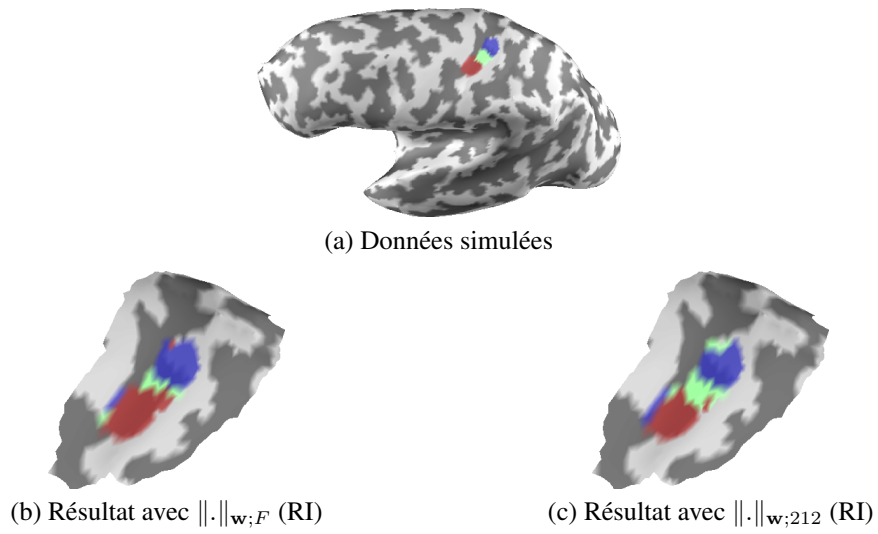 (a) Données simulées
(b) Résultat avec ‖.‖w;F (RI)
(c) Résultat avec ‖.‖w;212 (RI)